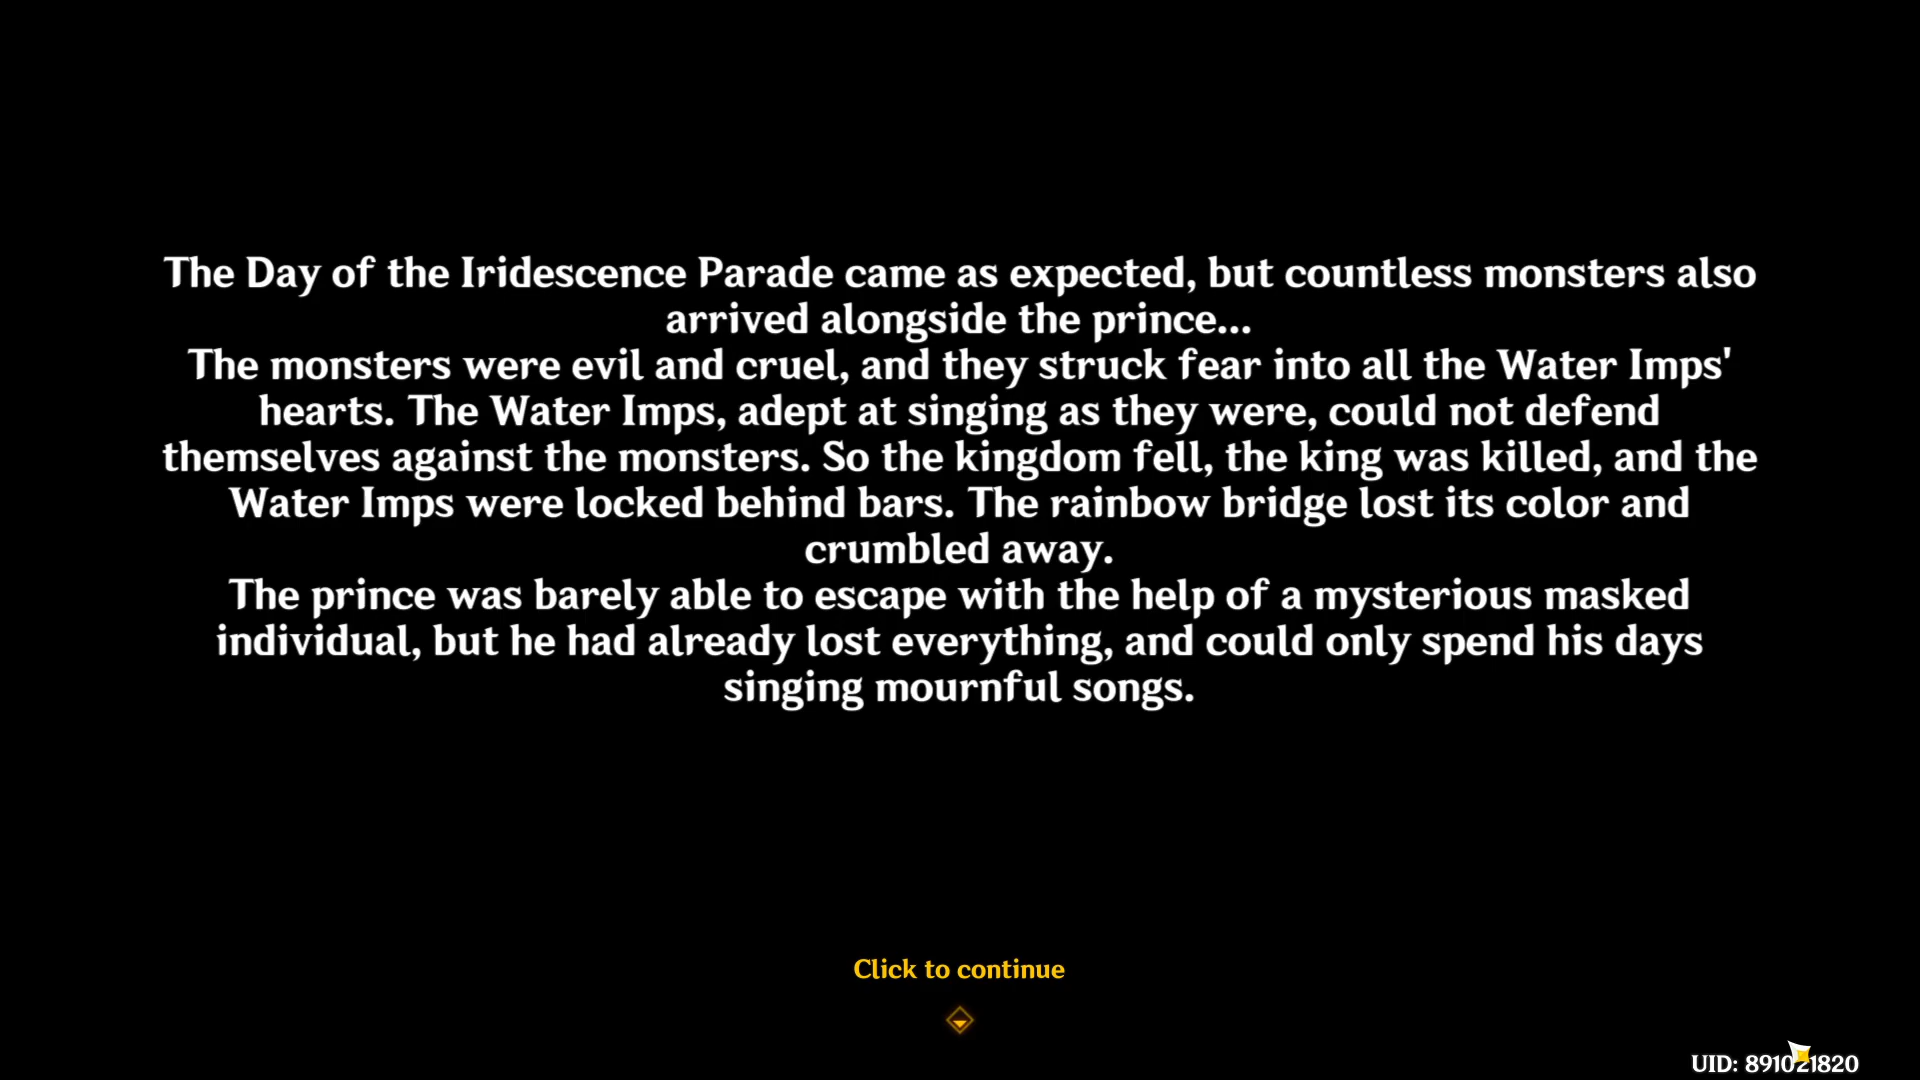 The Day of the Iridescence Parade came as expected, but countless monsters also
arrived alongside the prince...
The monsters were evil and cruel, and they struck fear into all the Water Imps'
hearts. The Water Imps, adept at singing as they were, could not defend
themselves against the monsters. So the kingdom fell, the king was killed, and the
Water Imps were locked behind bars. The rainbow bridge lost its color and
crumbled away.
The prince was barely able to escape with the help of a mysterious masked
individual, but he had already lost everything, and could only spend his days
singing mournful songs.
Click to continue
UID: 891021820